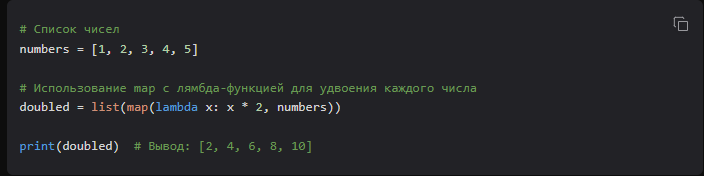 # Список чисел
numbers = [1, 2, 3, 4, 5]
# Использование map с лямбда-функцией для удвоения каждого числа
doubled = list(map(lambda x: x * 2, numbers))
print(doubled)  # Вывод: [2, 4, 6, 8, 10]